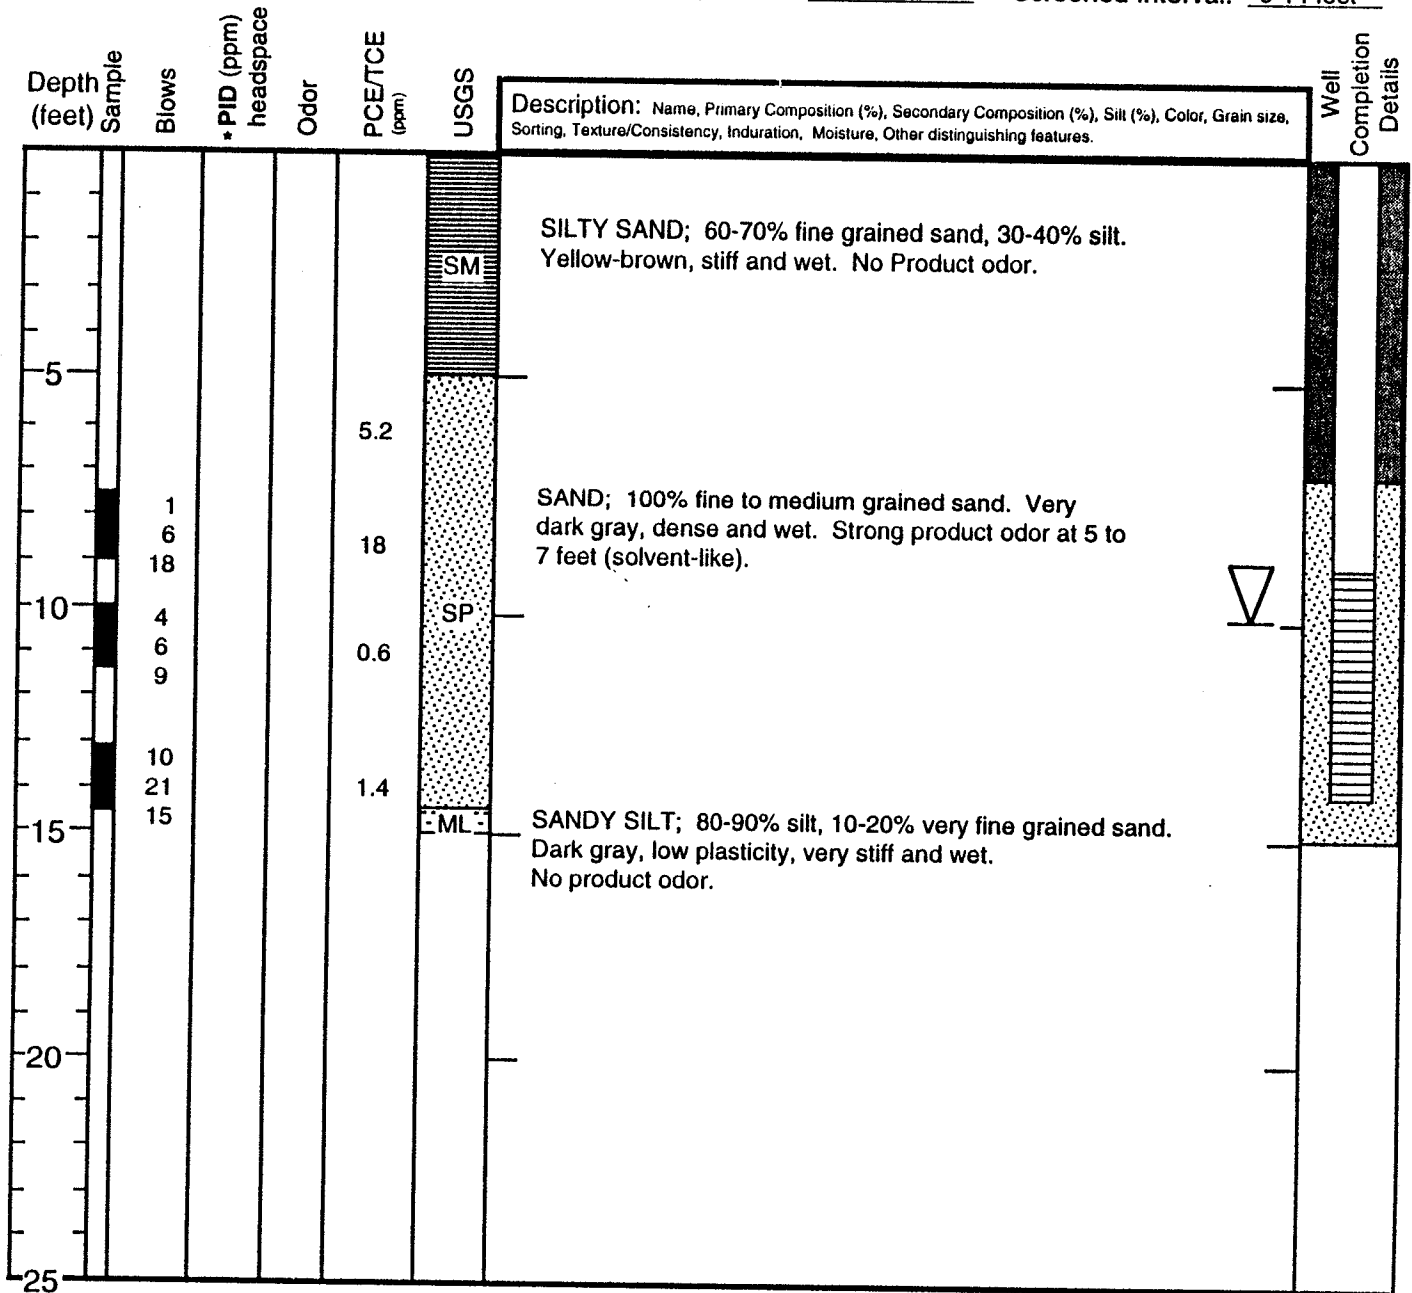 Screened Interval:
Depth (feet)
Sample
Blows
* PID (ppm) headspace
Odor
PCE/TCE (ppm)
USGS
Description: Name, Primary Composition (%), Secondary Composition (%), Silt (%), Color, Grain size,
Sorting, Texture/Consistency, Induration, Moisture, Other distinguishing features.
Well Completion Details
SILTY SAND; 60-70% fine grained sand, 30-40% silt.
Yellow-brown, stiff and wet. No Product odor.
SM
5
5.2
1
6
18
18
SAND; 100% fine to medium grained sand. Very
dark gray, dense and wet. Strong product odor at 5 to
7 feet (solvent-like).
10
SP
4
6
9
0.6
10
21
15
1.4
15
ML
SANDY SILT; 80-90% silt, 10-20% very fine grained sand.
Dark gray, low plasticity, very stiff and wet.
No product odor.
20
25